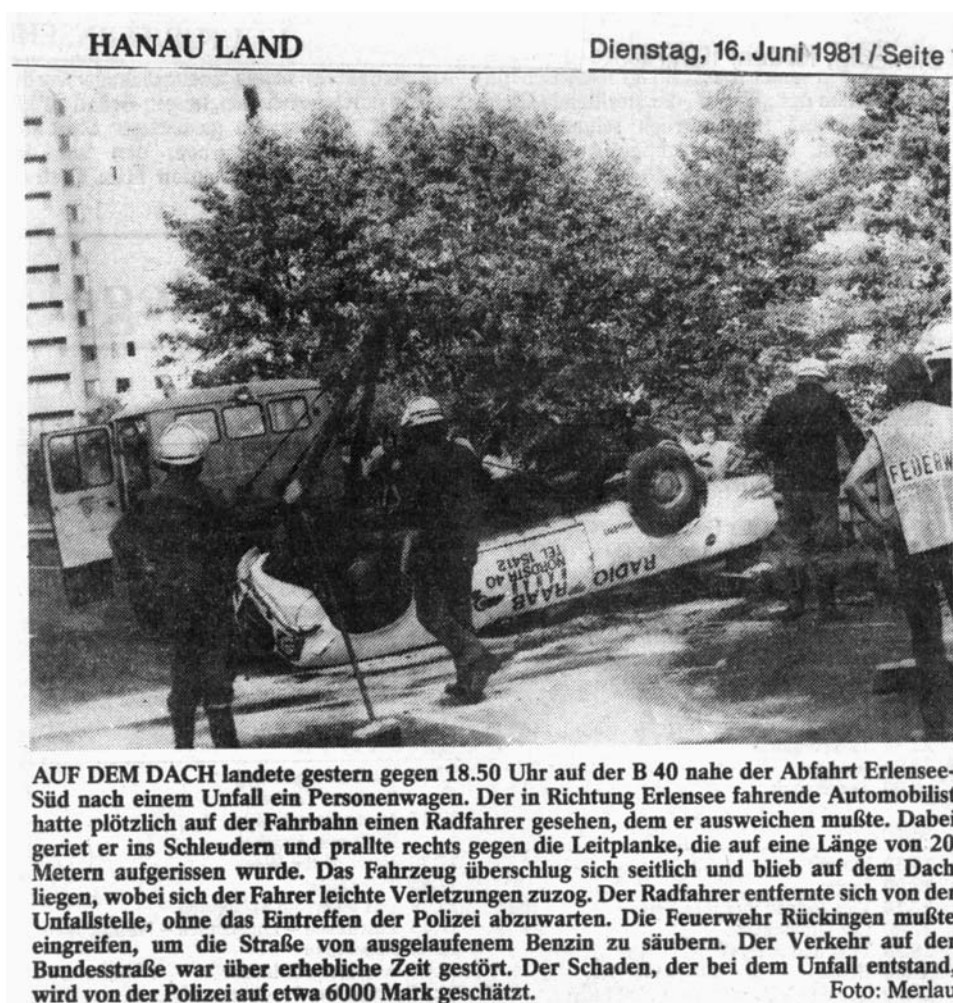 HANAU LAND
Dienstag, 16. Juni 1981 / Seite
FEUERW
RADIO
RAAB
NORDSTR 40
TEL 15412
AUF DEM DACH landete gestern gegen 18.50 Uhr auf der B 40 nahe der Abfahrt Erlensee-
Süd nach einem Unfall ein Personenwagen. Der in Richtung Erlensee fahrende Automobilist
hatte plötzlich auf der Fahrbahn einen Radfahrer gesehen, dem er ausweichen mußte. Dabei
geriet er ins Schleudern und prallte rechts gegen die Leitplanke, die auf eine Länge von 20
Metern aufgerissen wurde. Das Fahrzeug überschlug sich seitlich und blieb auf dem Dach
liegen, wobei sich der Fahrer leichte Verletzungen zuzog. Der Radfahrer entfernte sich von der
Unfallstelle, ohne das Eintreffen der Polizei abzuwarten. Die Feuerwehr Rückingen mußte
eingreifen, um die Straße von ausgelaufenem Benzin zu säubern. Der Verkehr auf der
Bundesstraße war über erhebliche Zeit gestört. Der Schaden, der bei dem Unfall entstand,
wird von der Polizei auf etwa 6000 Mark geschätzt.
Foto: Merlau